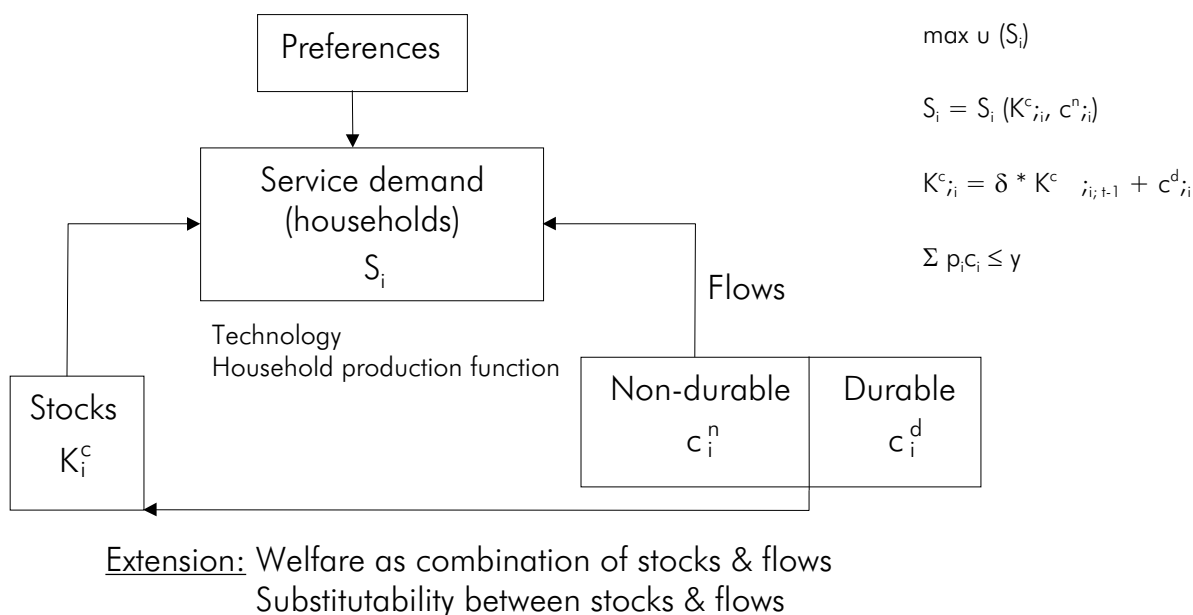 Preferences
max u (Sᵢ)
Sᵢ = Sᵢ (Kᶜ;ᵢ, cⁿ;ᵢ)
Kᶜ;ᵢ = δ * Kᶜ ;ᵢ; ₜ₋₁ + cᵈ;ᵢ
Σ pᵢcᵢ ≤ y
Service demand
(households)
Sᵢ
Flows
Technology
Household production function
Stocks
Kᵢᶜ
Non-durable
cᵢⁿ
Durable
cᵢᵈ
Extension: Welfare as combination of stocks & flows
Substitutability between stocks & flows